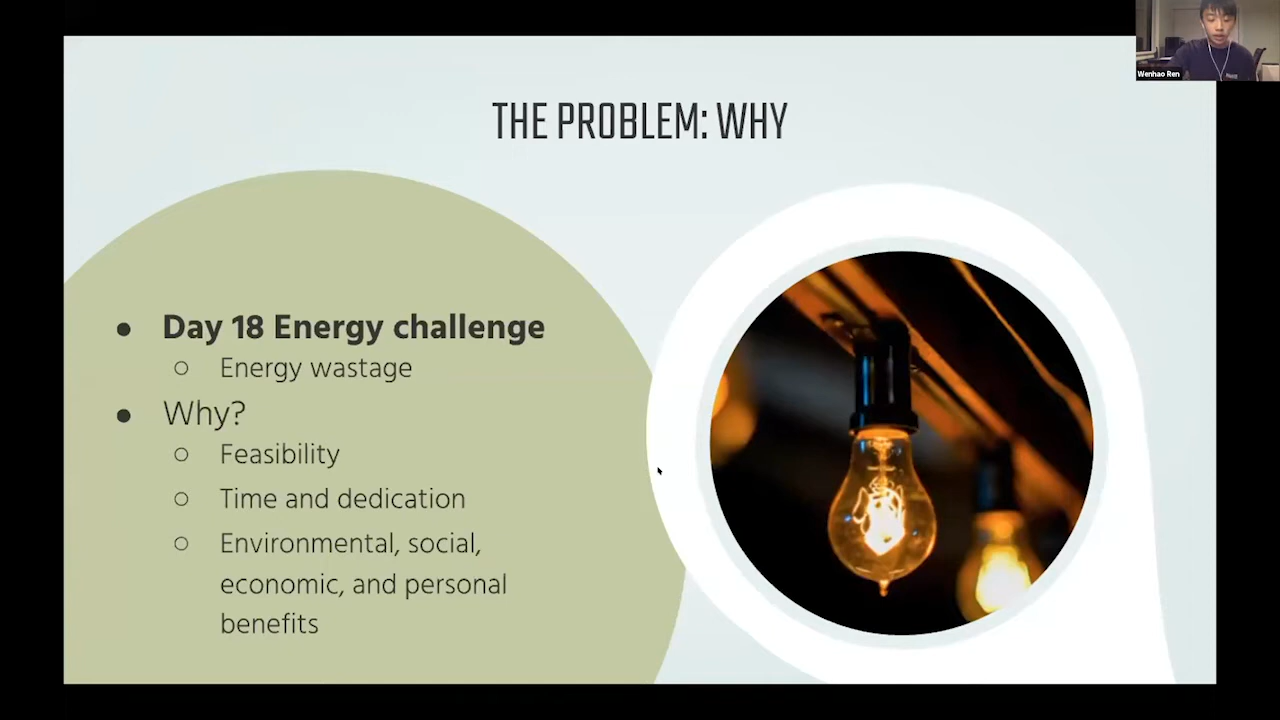 THE PROBLEM: WHY
Wenhao Ren
● Day 18 Energy challenge
○ Energy wastage
● Why?
○ Feasibility
○ Time and dedication
○ Environmental, social,
economic, and personal
benefits